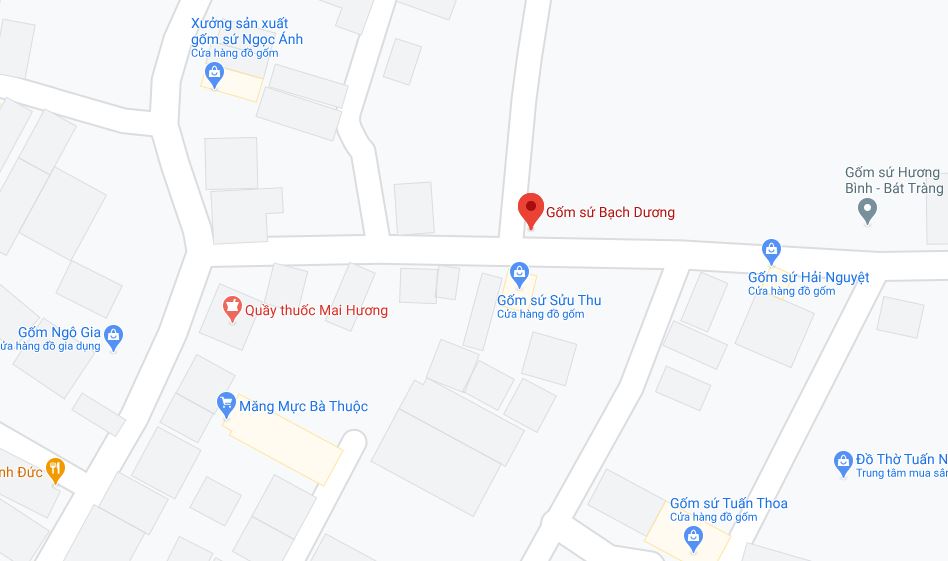 Xưởng sản xuất
gốm sứ Ngọc Ánh
Cửa hàng đồ gốm
Gốm sứ Hương
Bình - Bát Tràng
Gốm sứ Bạch Dương
Gốm sứ Hải Nguyệt
Cửa hàng đồ gốm
Gốm sứ Sửu Thu
Cửa hàng đồ gốm
Quầy thuốc Mai Hương
Gốm Ngô Gia
ửa hàng đồ gia dụng
Măng Mực Bà Thuộc
nh Đức
Đồ Thờ Tuấn N
Trung tâm mua sắ
Gốm sứ Tuấn Thoa
Cửa hàng đồ gốm